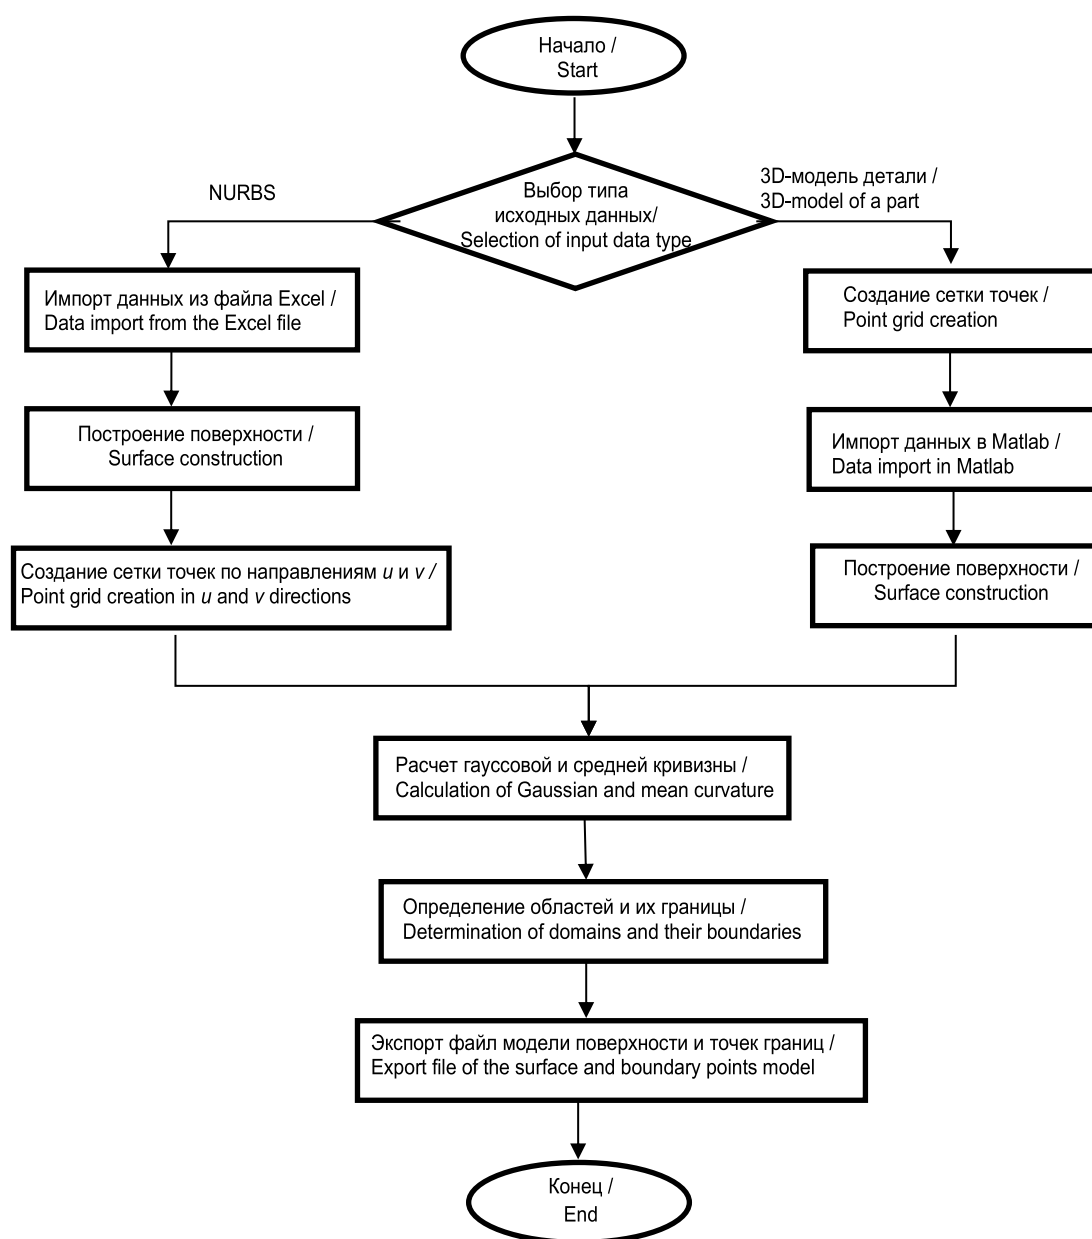 Начало /
Start
NURBS
Выбор типа
исходных данных/
Selection of input data type
3D-модель детали /
3D-model of a part
Импорт данных из файла Excel /
Data import from the Excel file
Создание сетки точек /
Point grid creation
Построение поверхности /
Surface construction
Импорт данных в Matlab /
Data import in Matlab
Создание сетки точек по направлениям u и v /
Point grid creation in u and v directions
Построение поверхности /
Surface construction
Расчет гауссовой и средней кривизны /
Calculation of Gaussian and mean curvature
Определение областей и их границы /
Determination of domains and their boundaries
Экспорт файл модели поверхности и точек границ /
Export file of the surface and boundary points model
Конец /
End